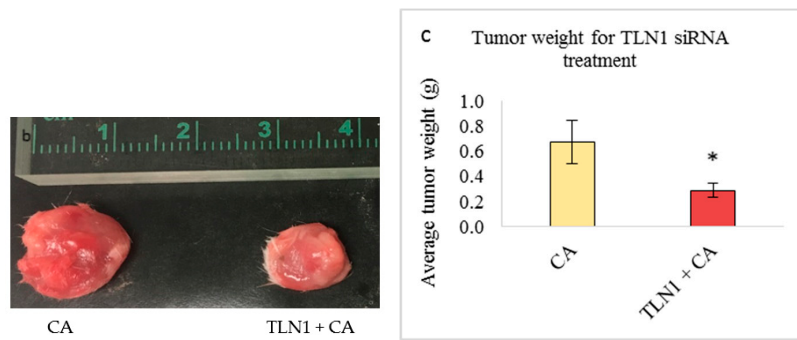 cm
b 1 2 3 4
CA
TLN1 + CA
C
Tumor weight for TLN1 siRNA
treatment
Average tumor weight (g)
1.0
0.8
0.6
0.4
0.2
0.0
*
CA
TLN1 + CA